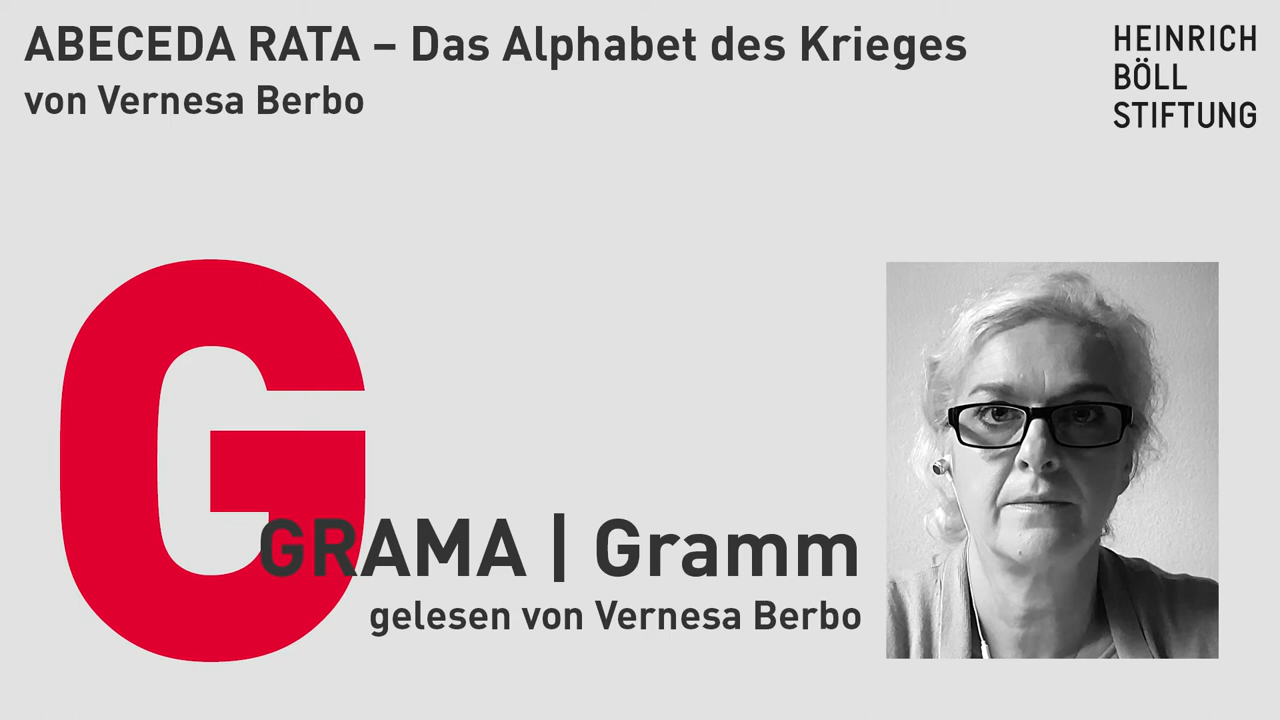 ABECEDA RATA – Das Alphabet des Krieges
von Vernesa Berbo
HEINRICH
BÖLL
STIFTUNG
G
GRAMA | Gramm
gelesen von Vernesa Berbo